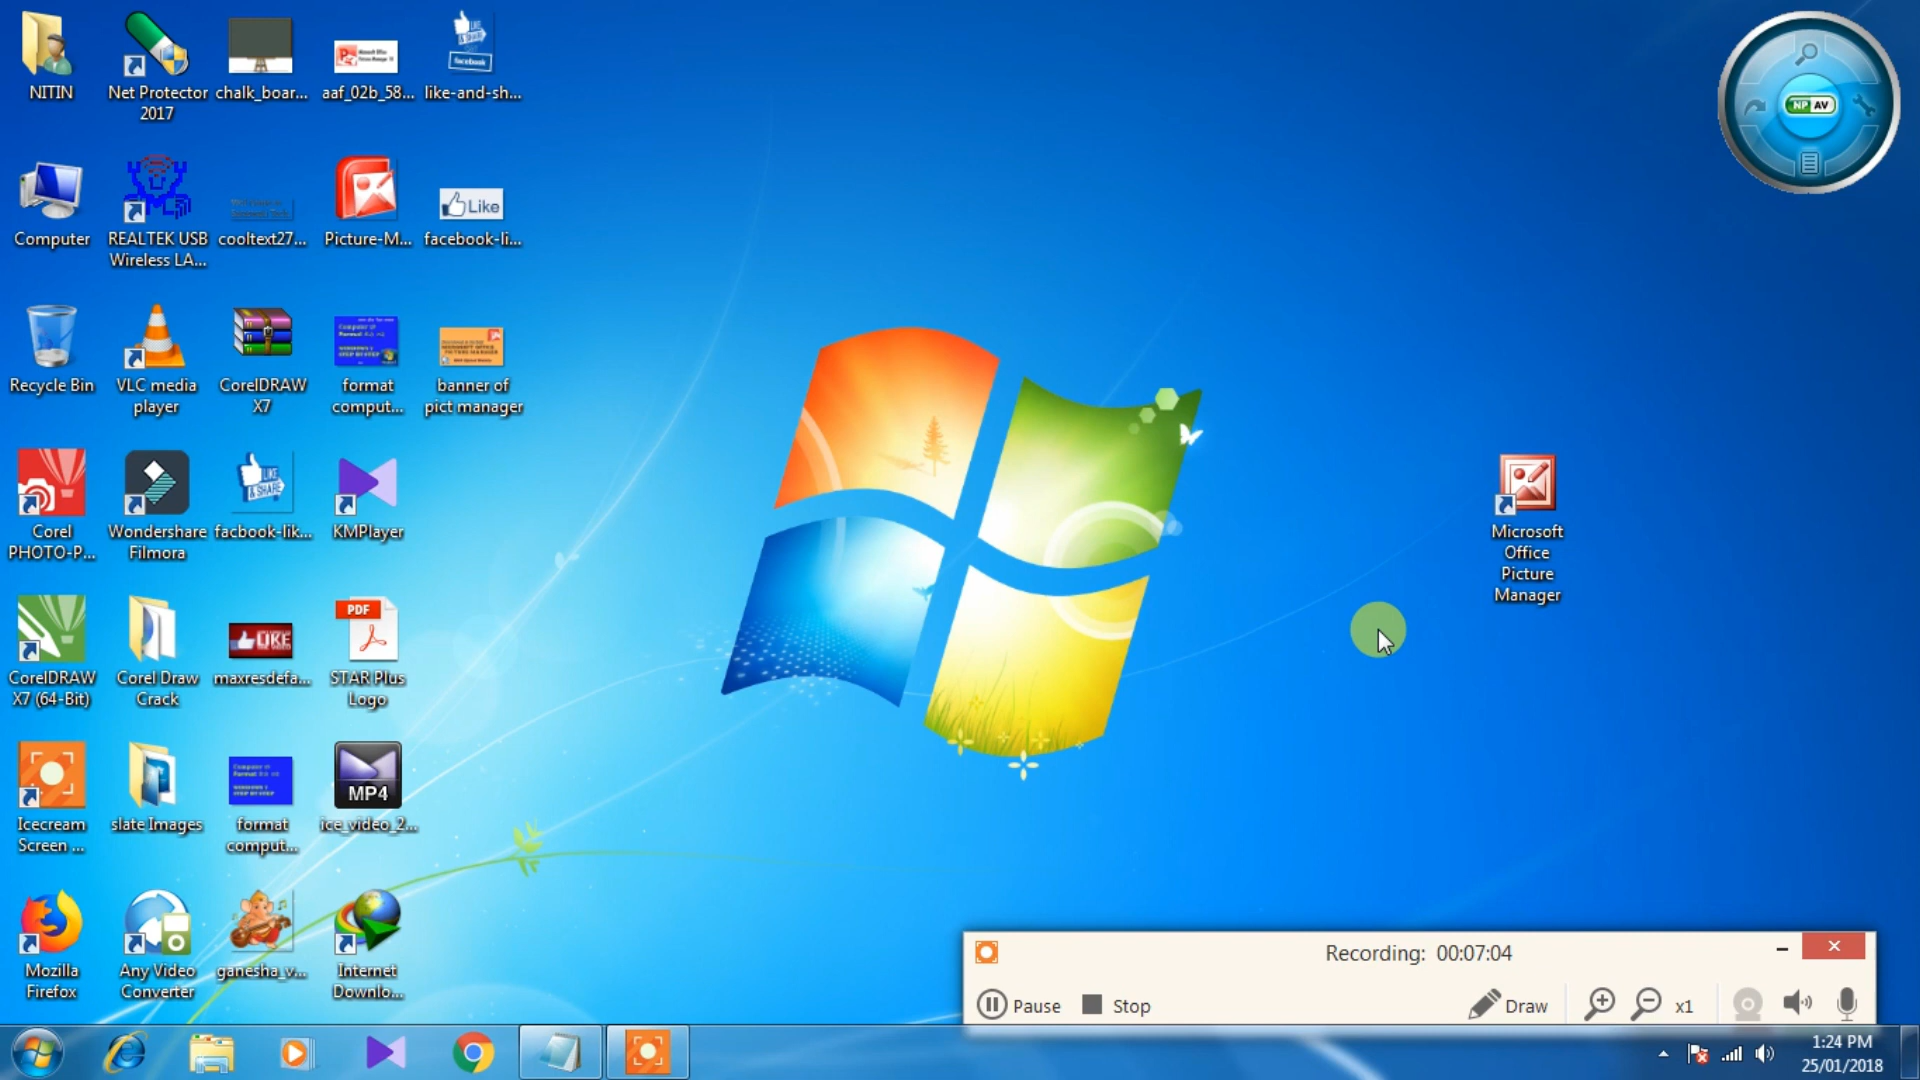 NITIN
Net Protector
2017
chalk_boar...
aaf_02b_58...
facebook
like-and-sh...
NP AV
Computer
REALTEK USB
Wireless LA...
cooltext27...
Picture-M...
Like
facebook-li...
Recycle Bin
VLC media
player
CorelDRAW
X7
format
comput...
banner of
pict manager
Corel
PHOTO-P...
Wondershare
Filmora
LIKE
& SHARE
facbook-lik...
KMPlayer
Microsoft
Office
Picture
Manager
CorelDRAW
X7 (64-Bit)
Corel Draw
Crack
LIKE
maxresdefa...
PDF
STAR Plus
Logo
Icecream
Screen ...
slate Images
format
comput...
MP4
ice_video_2...
Mozilla
Firefox
Any Video
Converter
ganesha_v...
Internet
Downlo...
Recording: 00:07:04
Pause
Stop
Draw
x1
1:24 PM
25/01/2018